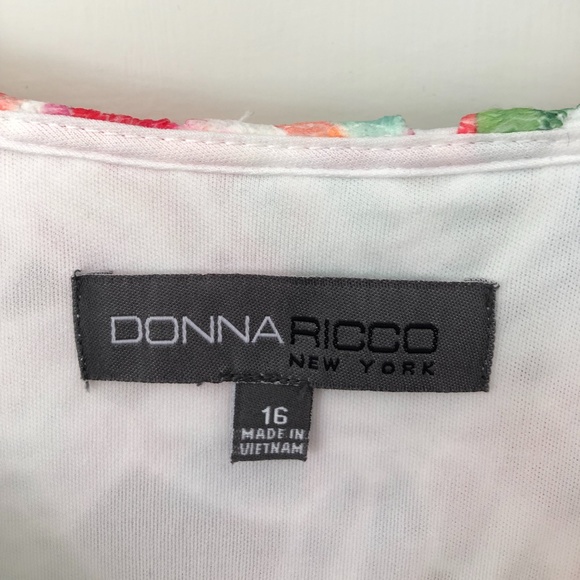 DONNA RICCO
NEW YORK
16
MADE IN
VIETNAM